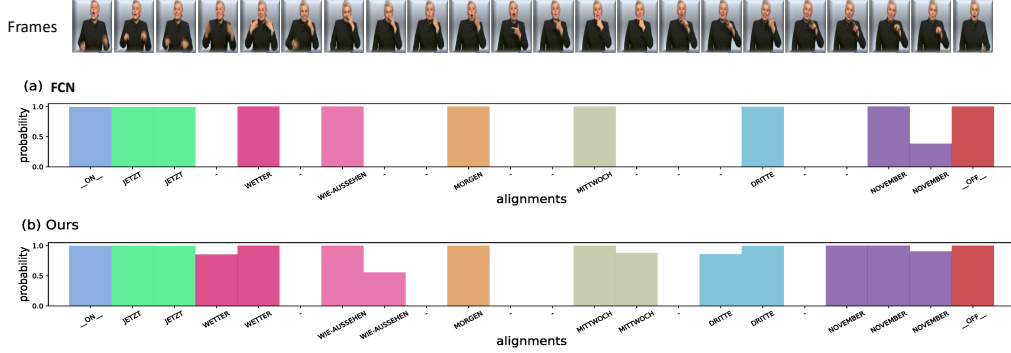 Frames
(a) FCN
probability
1.0
0.5
0.0
__ON__ JETZT JETZT - WETTER - WIE-AUSSEHEN - - MORGEN - - MITTWOCH - - - DRITTE - - NOVEMBER NOVEMBER __OFF__
alignments
(b) Ours
probability
1.0
0.5
0.0
__ON__ JETZT JETZT WETTER WETTER - WIE-AUSSEHEN WIE-AUSSEHEN - MORGEN - - MITTWOCH MITTWOCH - DRITTE DRITTE - NOVEMBER NOVEMBER NOVEMBER __OFF__
alignments